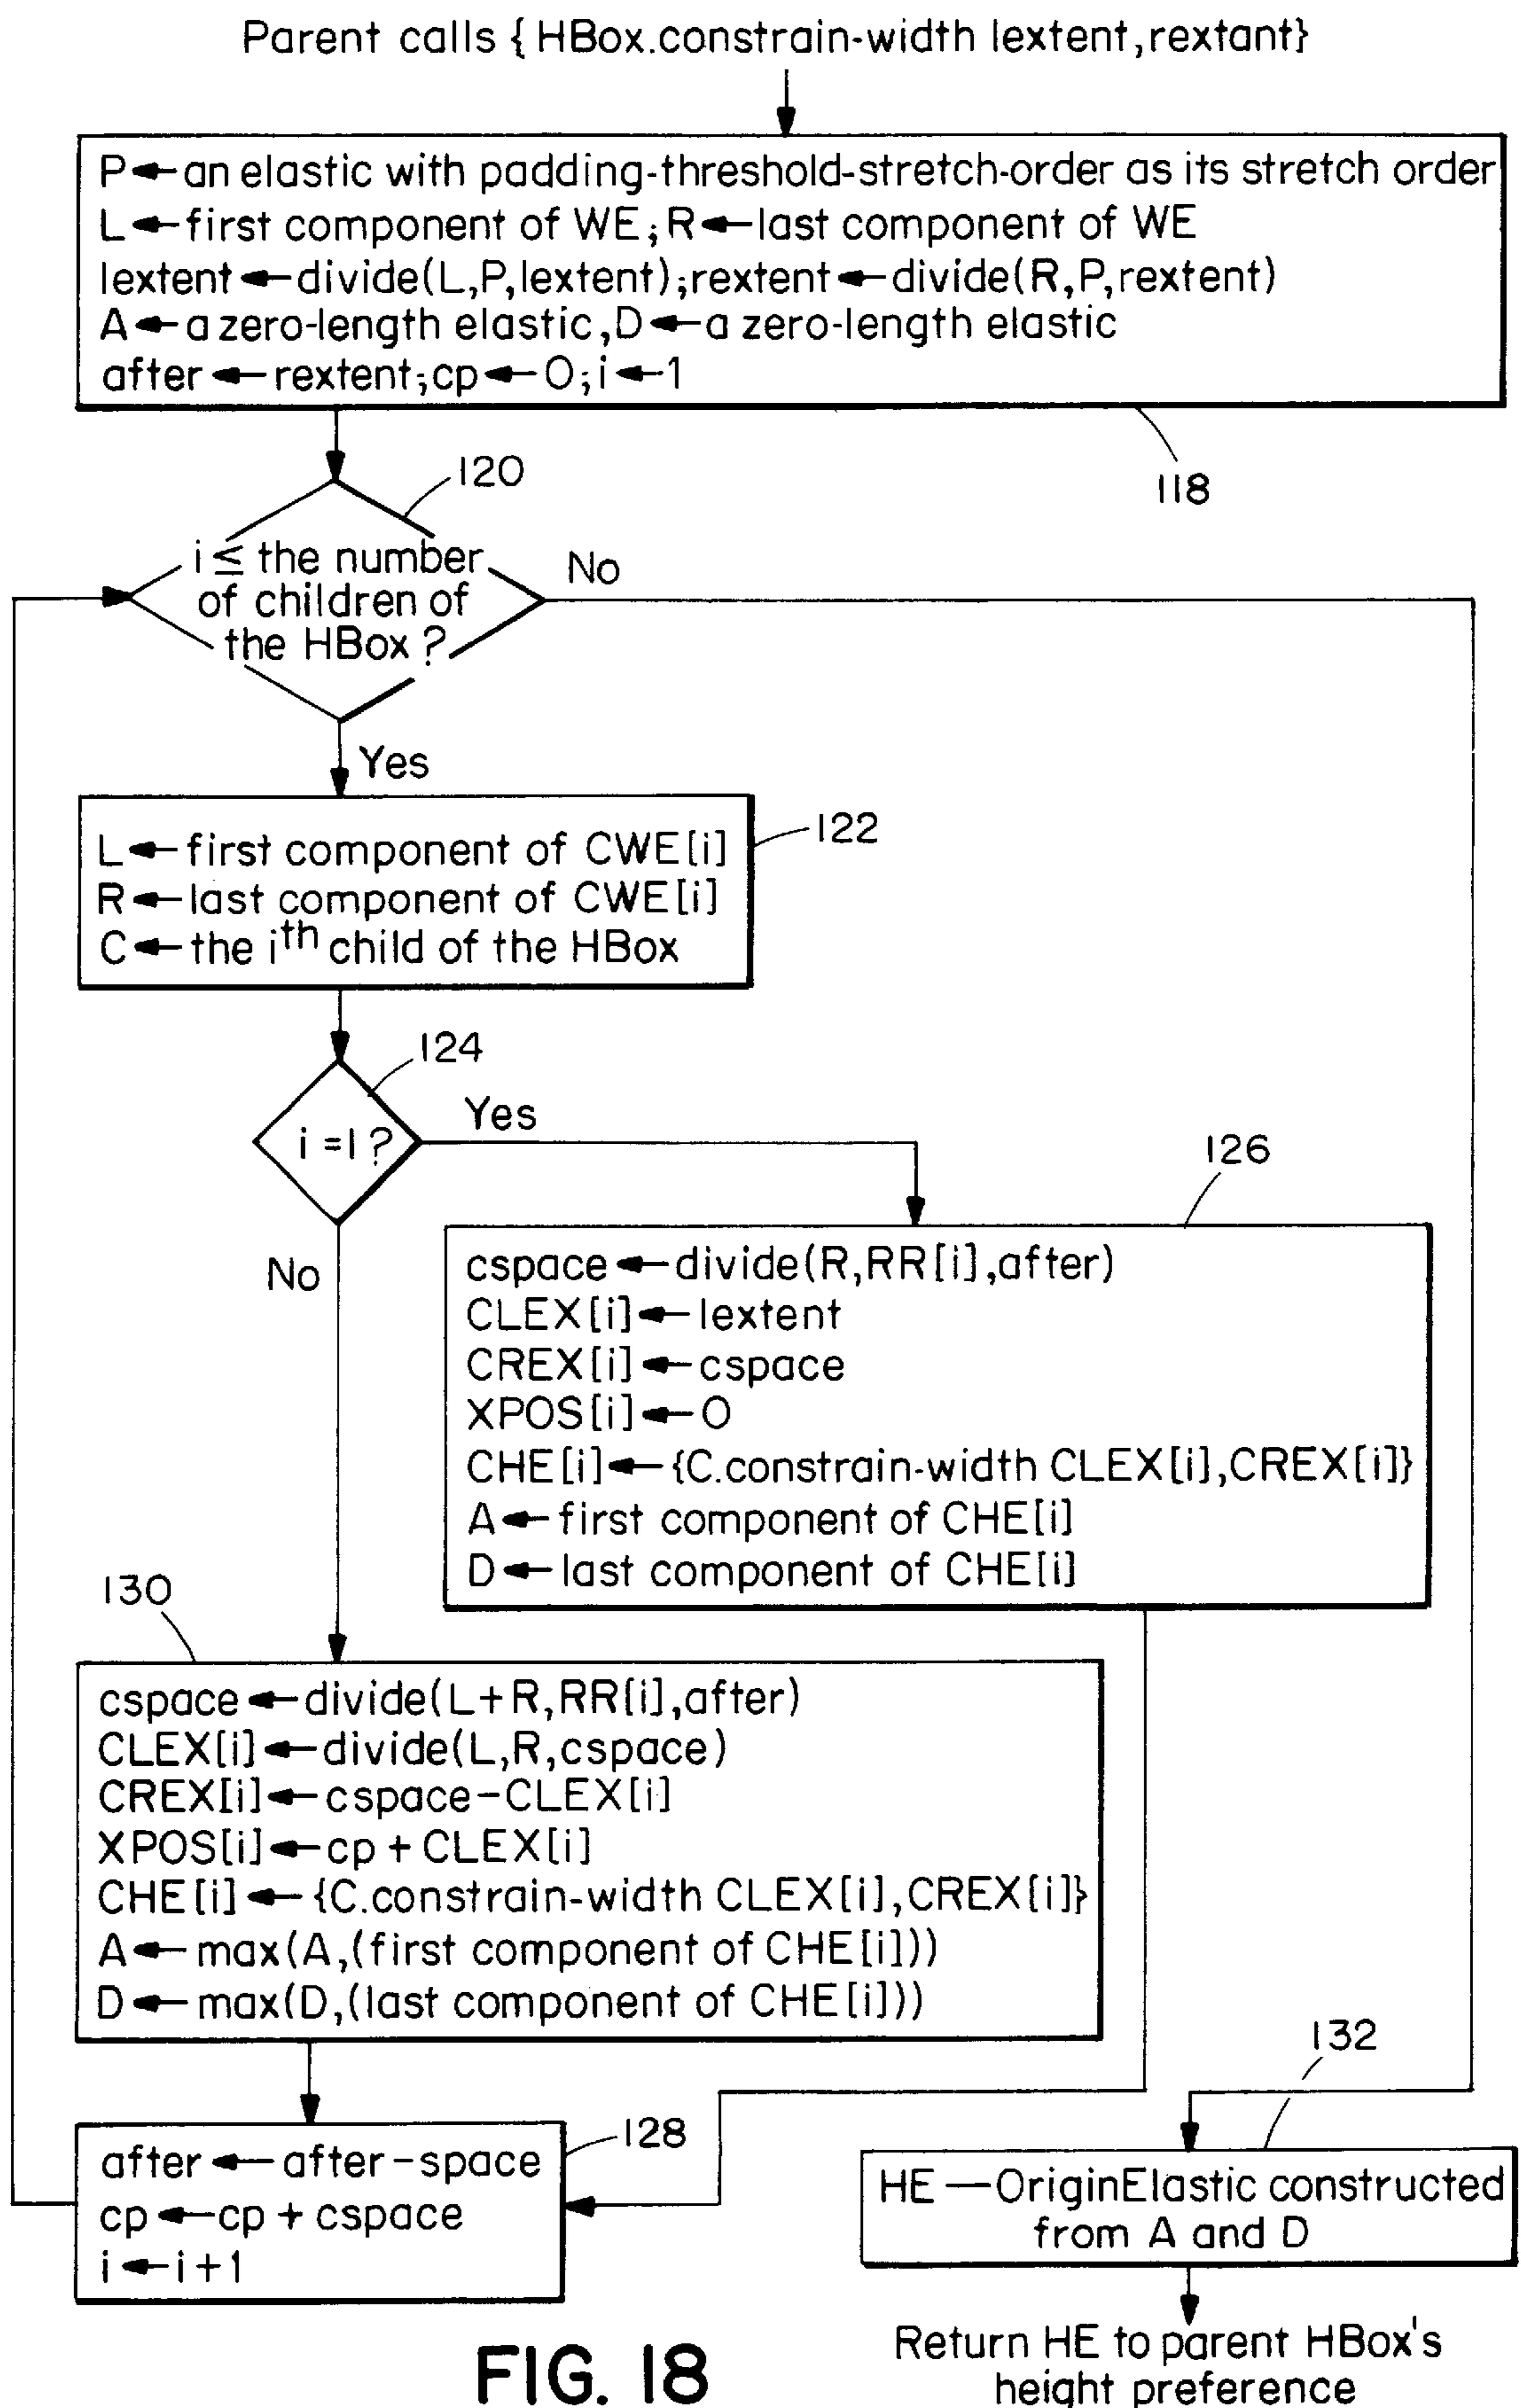 Parent calls { HBox.constrain-width lextent,rextant}
P←an elastic with padding-threshold-stretch-order as its stretch order
L←first component of WE;R←last component of WE
lextent←divide(L,P,lextent);rextent←divide(R,P,rextent)
A←a zero-length elastic,D←a zero-length elastic
after←rextent;cp←0;i←1
118
120
i ≤ the number
of children of
the HBox ?
No
Yes
122
L←first component of CWE[i]
R←last component of CWE[i]
C←the ith child of the HBox
124
i =1 ?
Yes
No
126
cspace←divide(R,RR[i],after)
CLEX[i]←lextent
CREX[i]←cspace
XPOS[i]←0
CHE[i]←{C.constrain-width CLEX[i],CREX[i]}
A←first component of CHE[i]
D←last component of CHE[i]
130
cspace←divide(L+R,RR[i],after)
CLEX[i]←divide(L,R,cspace)
CREX[i]←cspace-CLEX[i]
XPOS[i]←cp + CLEX[i]
CHE[i]←{C.constrain-width CLEX[i],CREX[i]}
A←max(A,(first component of CHE[i]))
D←max(D,(last component of CHE[i]))
128
after←after-space
cp←cp + cspace
i←i+1
132
HE —OriginElastic constructed
from A and D
Return HE to parent HBox's
height preference
FIG. 18